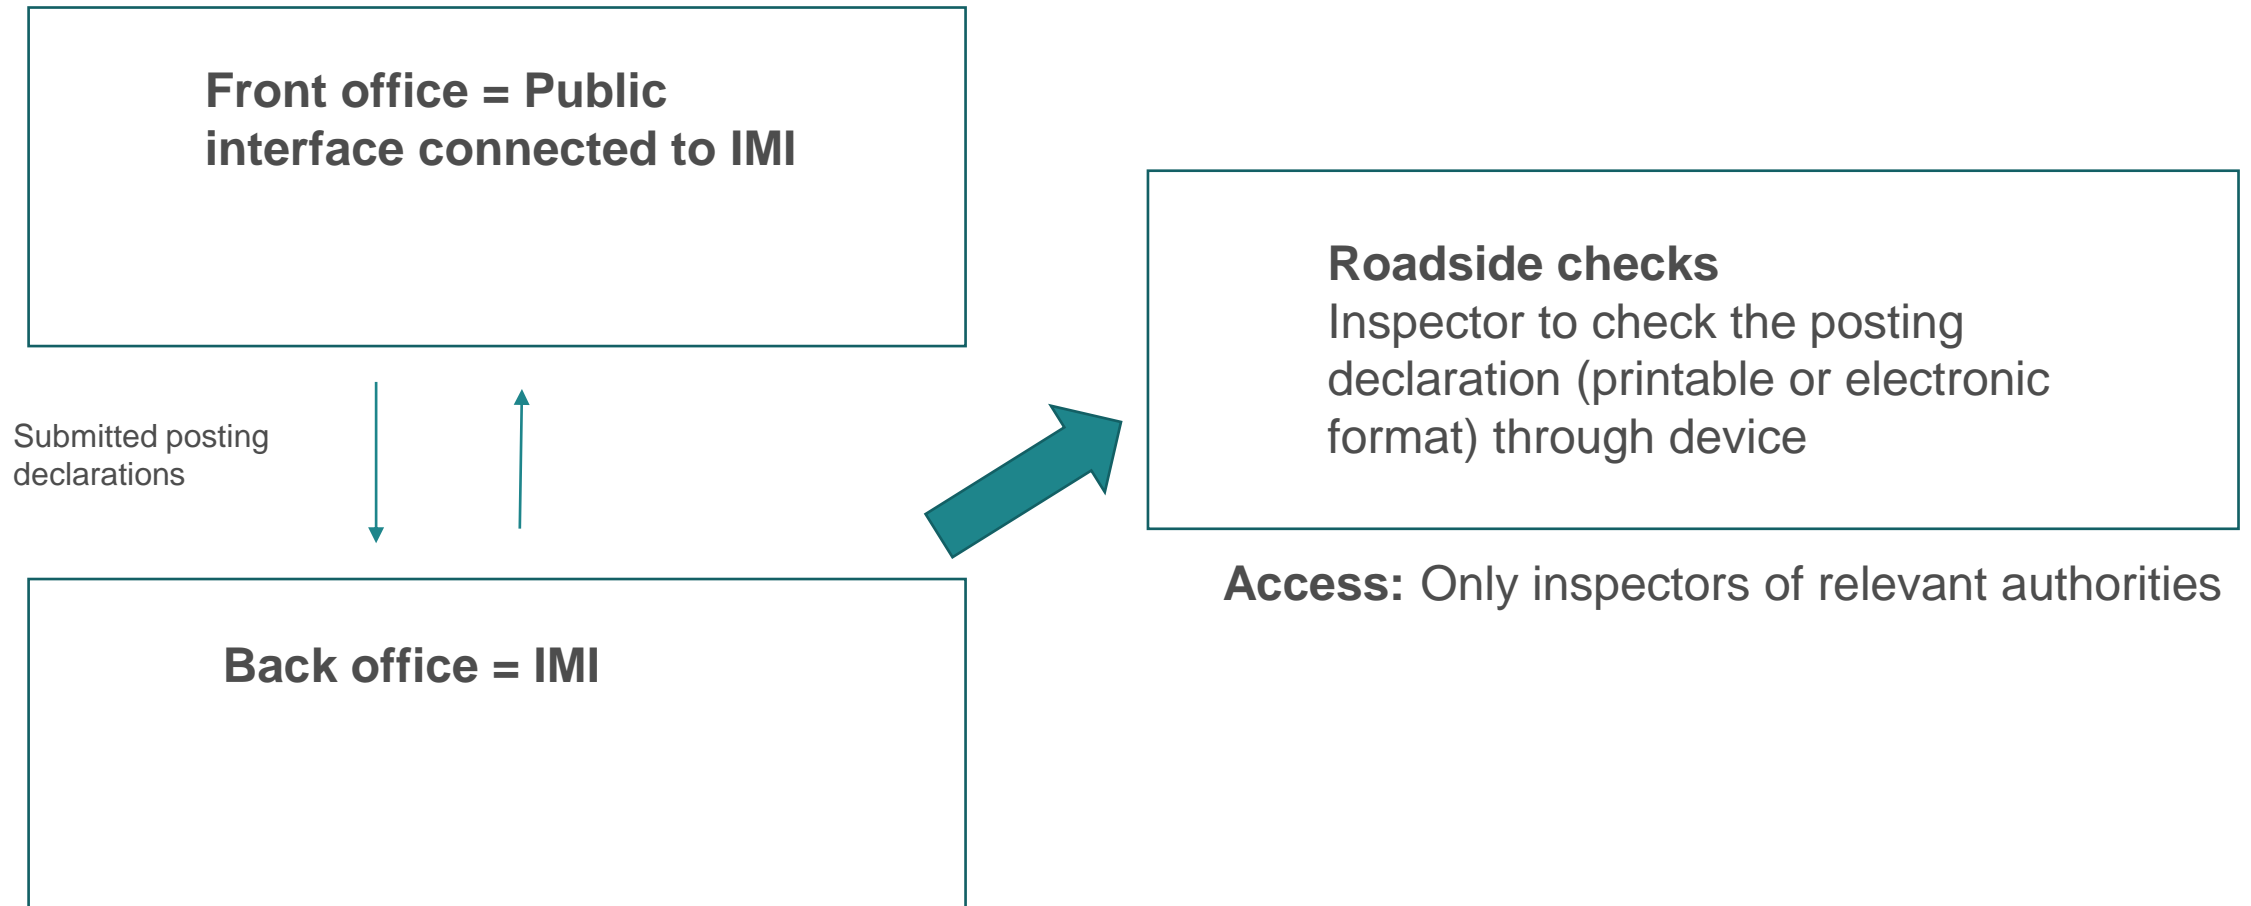 Front office = Public
interface connected to IMI
Submitted posting
declarations
Back office = IMI
Roadside checks
Inspector to check the posting
declaration (printable or electronic
format) through device
Access: Only inspectors of relevant authorities